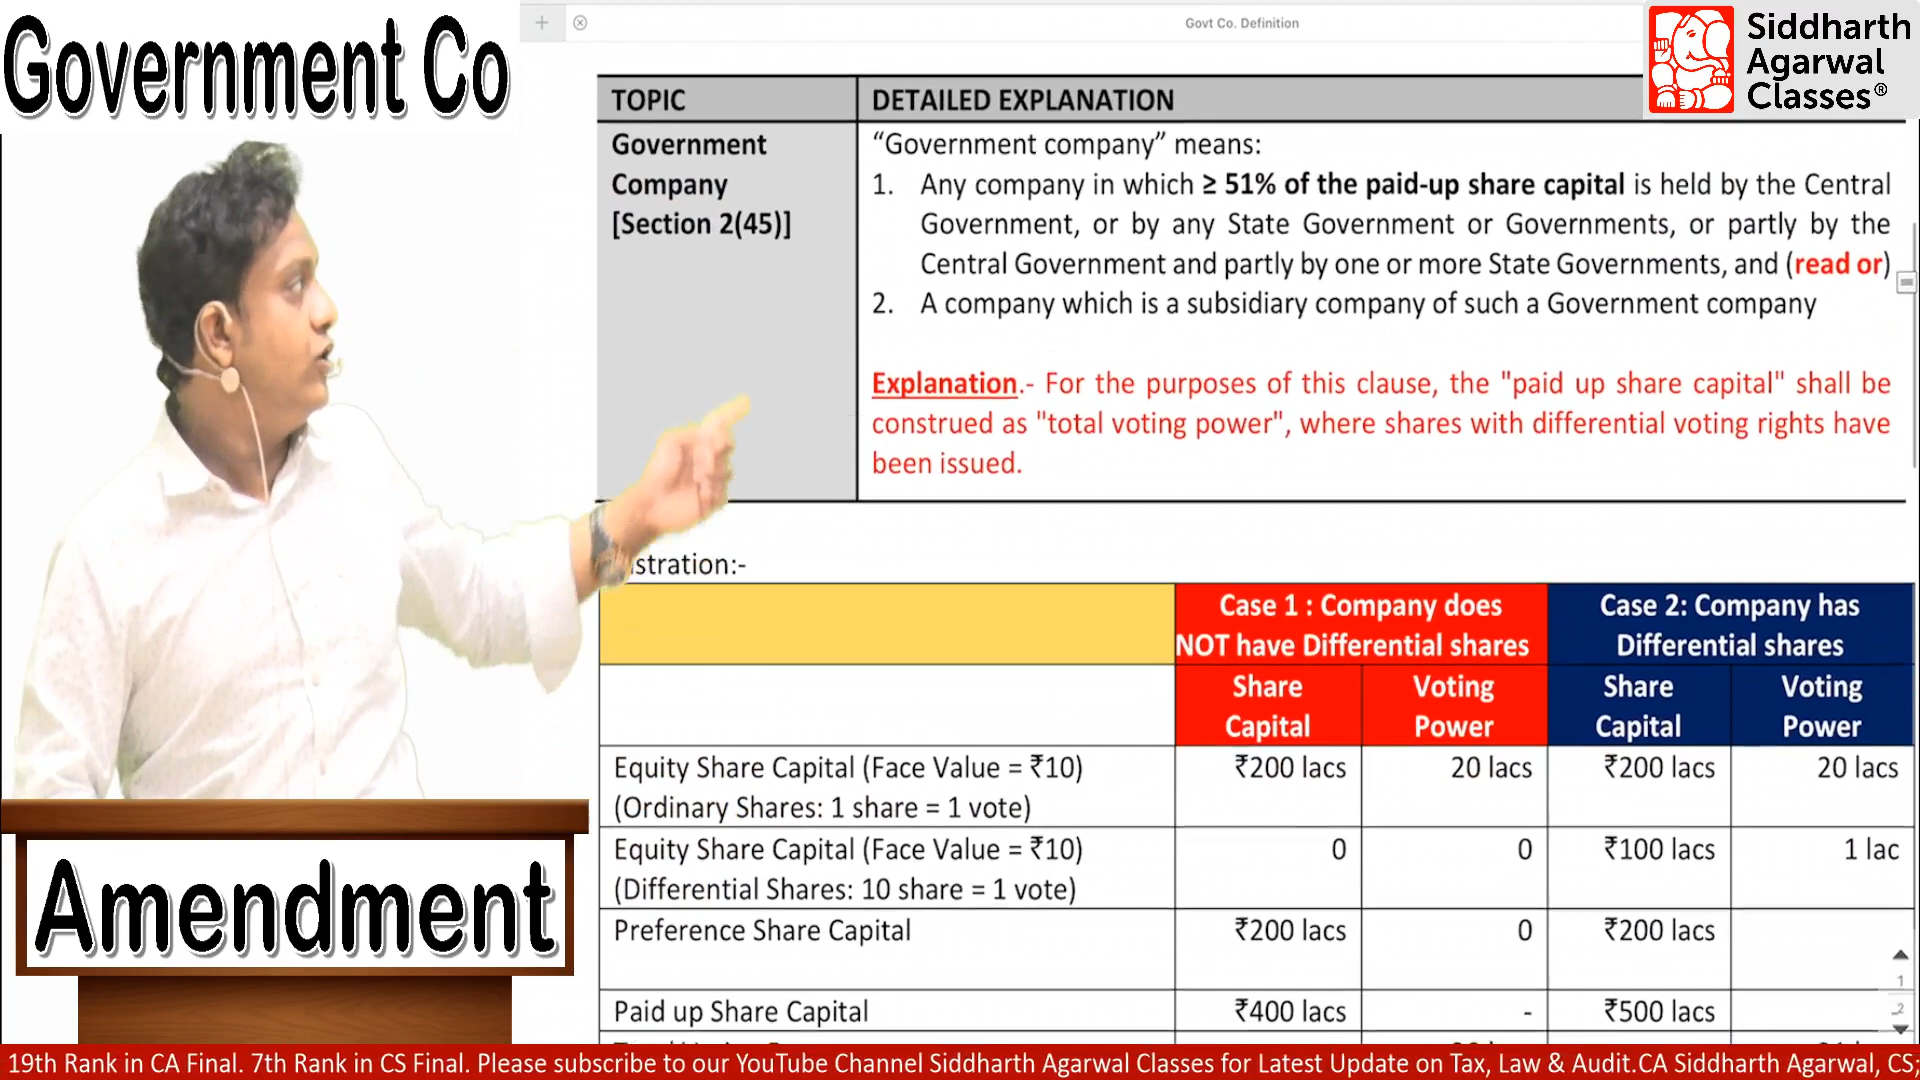 Government Co
Govt Co. Definition
Siddharth
Agarwal
Classes®
TOPIC
DETAILED EXPLANATION
Government
Company
[Section 2(45)]
“Government company” means:
1. Any company in which ≥ 51% of the paid-up share capital is held by the Central
Government, or by any State Government or Governments, or partly by the
Central Government and partly by one or more State Governments, and (read or)
2. A company which is a subsidiary company of such a Government company
Explanation.- For the purposes of this clause, the "paid up share capital" shall be
construed as "total voting power", where shares with differential voting rights have
been issued.
stration:-
Case 1 : Company does
NOT have Differential shares
Case 2: Company has
Differential shares
Share
Capital
Voting
Power
Share
Capital
Voting
Power
Equity Share Capital (Face Value = ₹10)
(Ordinary Shares: 1 share = 1 vote)
₹200 lacs
20 lacs
₹200 lacs
20 lacs
Equity Share Capital (Face Value = ₹10)
(Differential Shares: 10 share = 1 vote)
0
0
₹100 lacs
1 lac
Preference Share Capital
₹200 lacs
0
₹200 lacs
Paid up Share Capital
₹400 lacs
-
₹500 lacs
1
2
Amendment
19th Rank in CA Final. 7th Rank in CS Final. Please subscribe to our YouTube Channel Siddharth Agarwal Classes for Latest Update on Tax, Law & Audit.CA Siddharth Agarwal, CS;